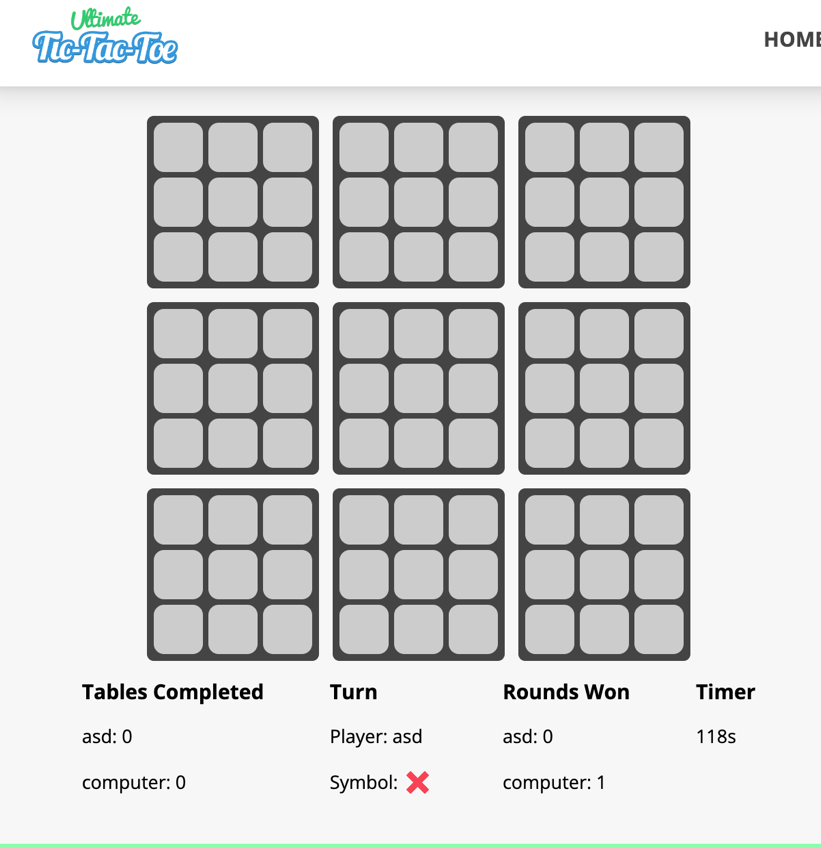 Ultimate
Tic-Tac-Toe
HOME
Tables Completed Turn Rounds Won Timer
asd: 0 Player: asd asd: 0 118s
computer: 0 Symbol: ❌ computer: 1